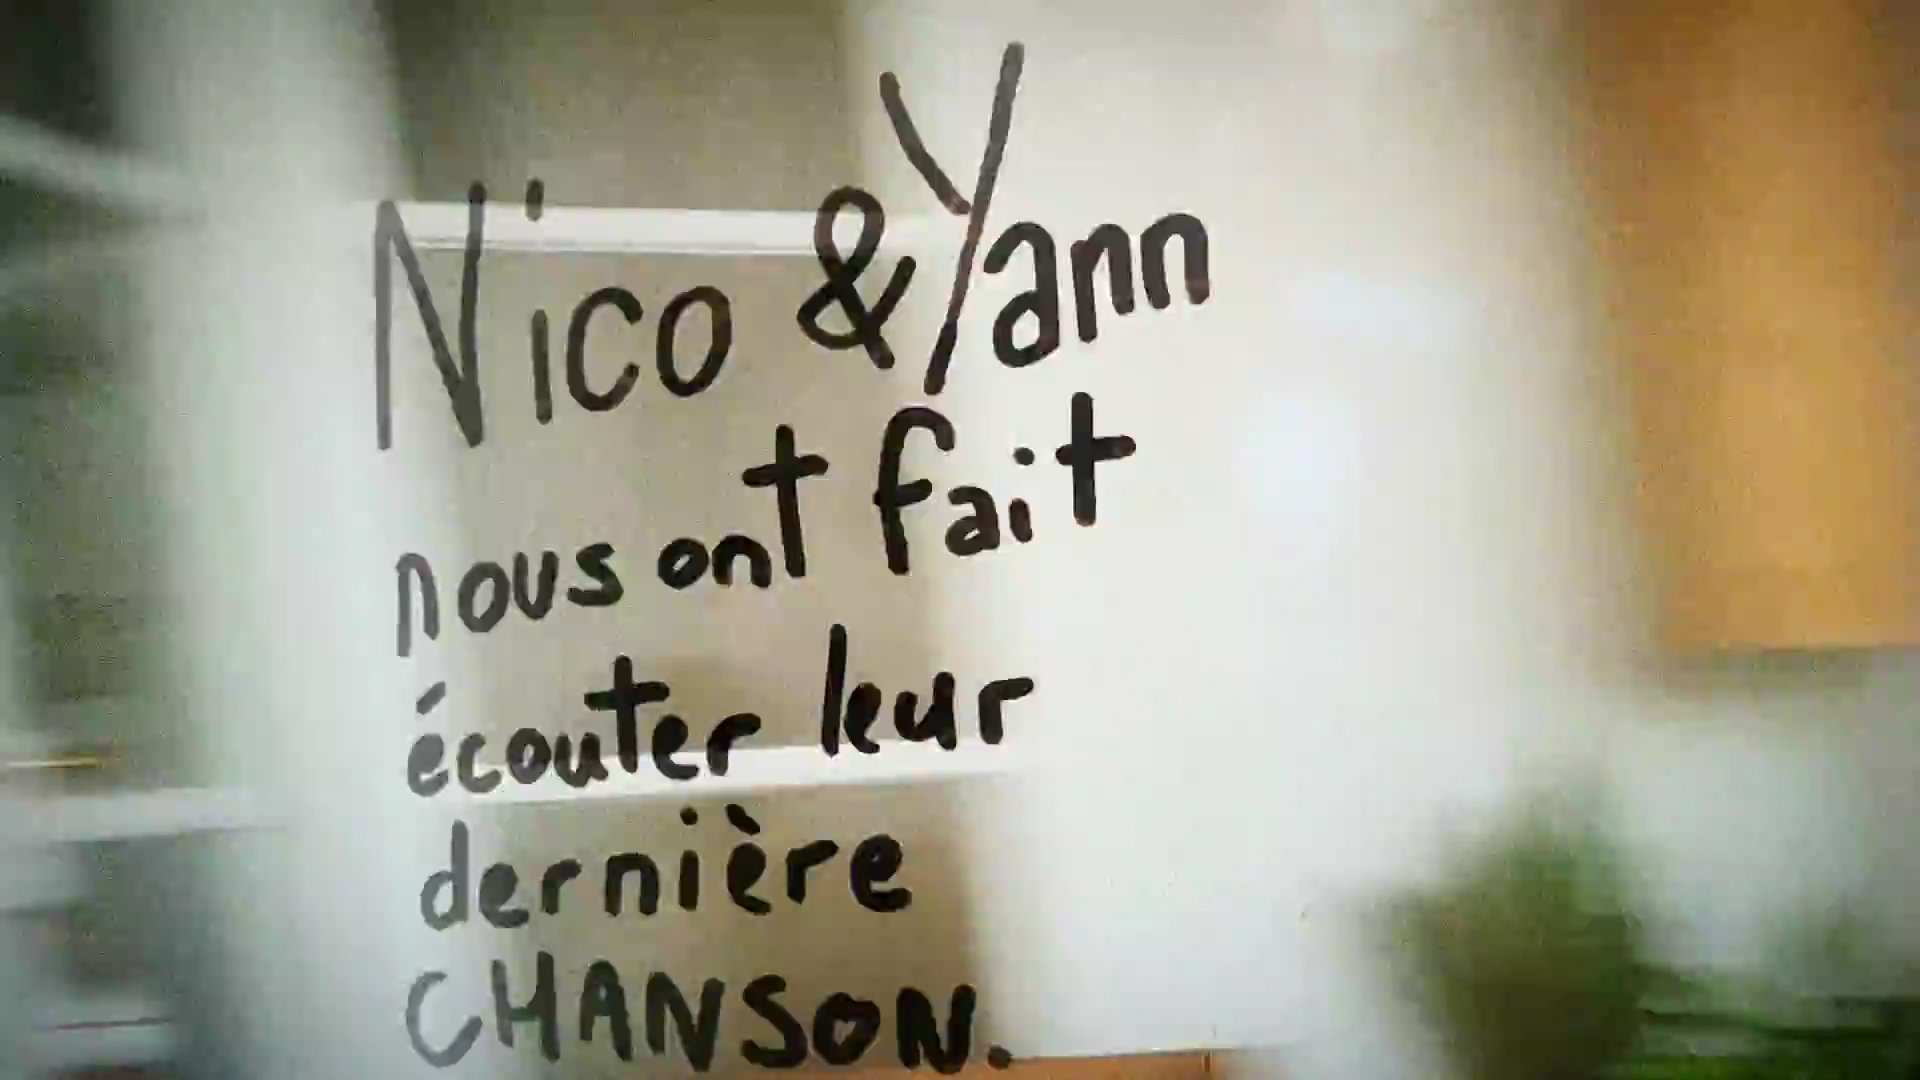 Nico & Yann
nous ont fait
écouter leur
dernière
CHANSON.